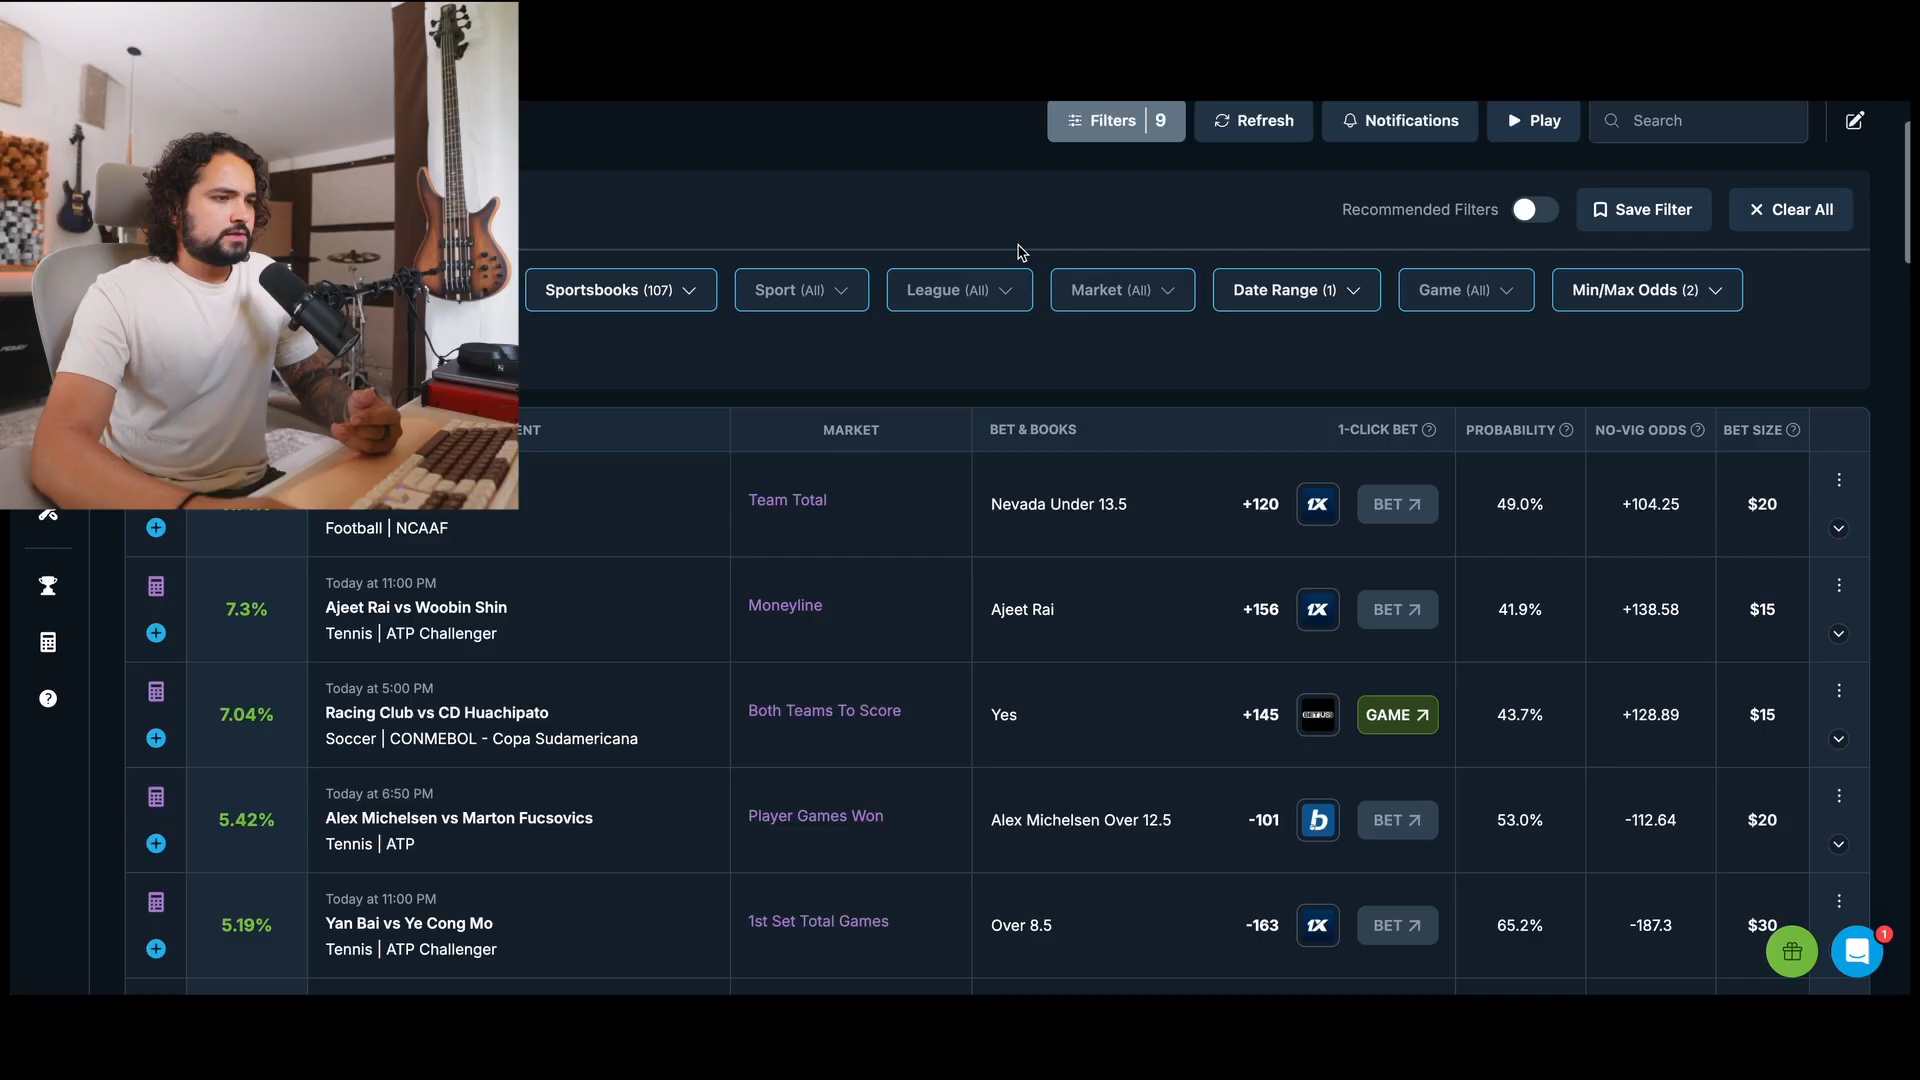 Filters | 9
Refresh
Notifications
Play
Search
Recommended Filters
Save Filter
Clear All
Sportsbooks (107)
Sport (All)
League (All)
Market (All)
Date Range (1)
Game (All)
Min/Max Odds (2)
ENT
MARKET
BET & BOOKS
1-CLICK BET
PROBABILITY
NO-VIG ODDS
BET SIZE
Football | NCAAF
Team Total
Nevada Under 13.5
+120
1X
BET
49.0%
+104.25
$20
7.3%
Today at 11:00 PM
Ajeet Rai vs Woobin Shin
Tennis | ATP Challenger
Moneyline
Ajeet Rai
+156
1X
BET
41.9%
+138.58
$15
7.04%
Today at 5:00 PM
Racing Club vs CD Huachipato
Soccer | CONMEBOL - Copa Sudamericana
Both Teams To Score
Yes
+145
BETUS
GAME
43.7%
+128.89
$15
5.42%
Today at 6:50 PM
Alex Michelsen vs Marton Fucsovics
Tennis | ATP
Player Games Won
Alex Michelsen Over 12.5
-101
b
BET
53.0%
-112.64
$20
5.19%
Today at 11:00 PM
Yan Bai vs Ye Cong Mo
Tennis | ATP Challenger
1st Set Total Games
Over 8.5
-163
1X
BET
65.2%
-187.3
$30
1